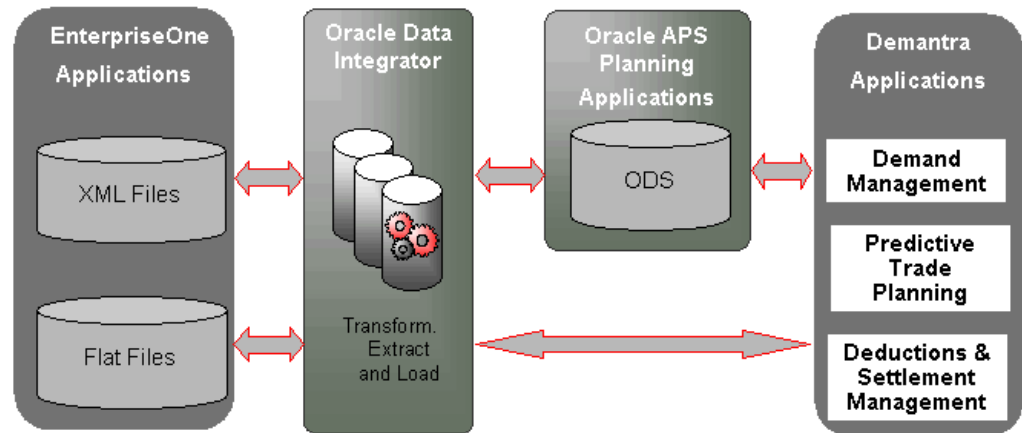 EnterpriseOne
Applications
XML Files
Flat Files
Oracle Data
Integrator
Transform.
Extract
and Load
Oracle APS
Planning
Applications
ODS
Demantra
Applications
Demand
Management
Predictive
Trade
Planning
Deductions &
Settlement
Management